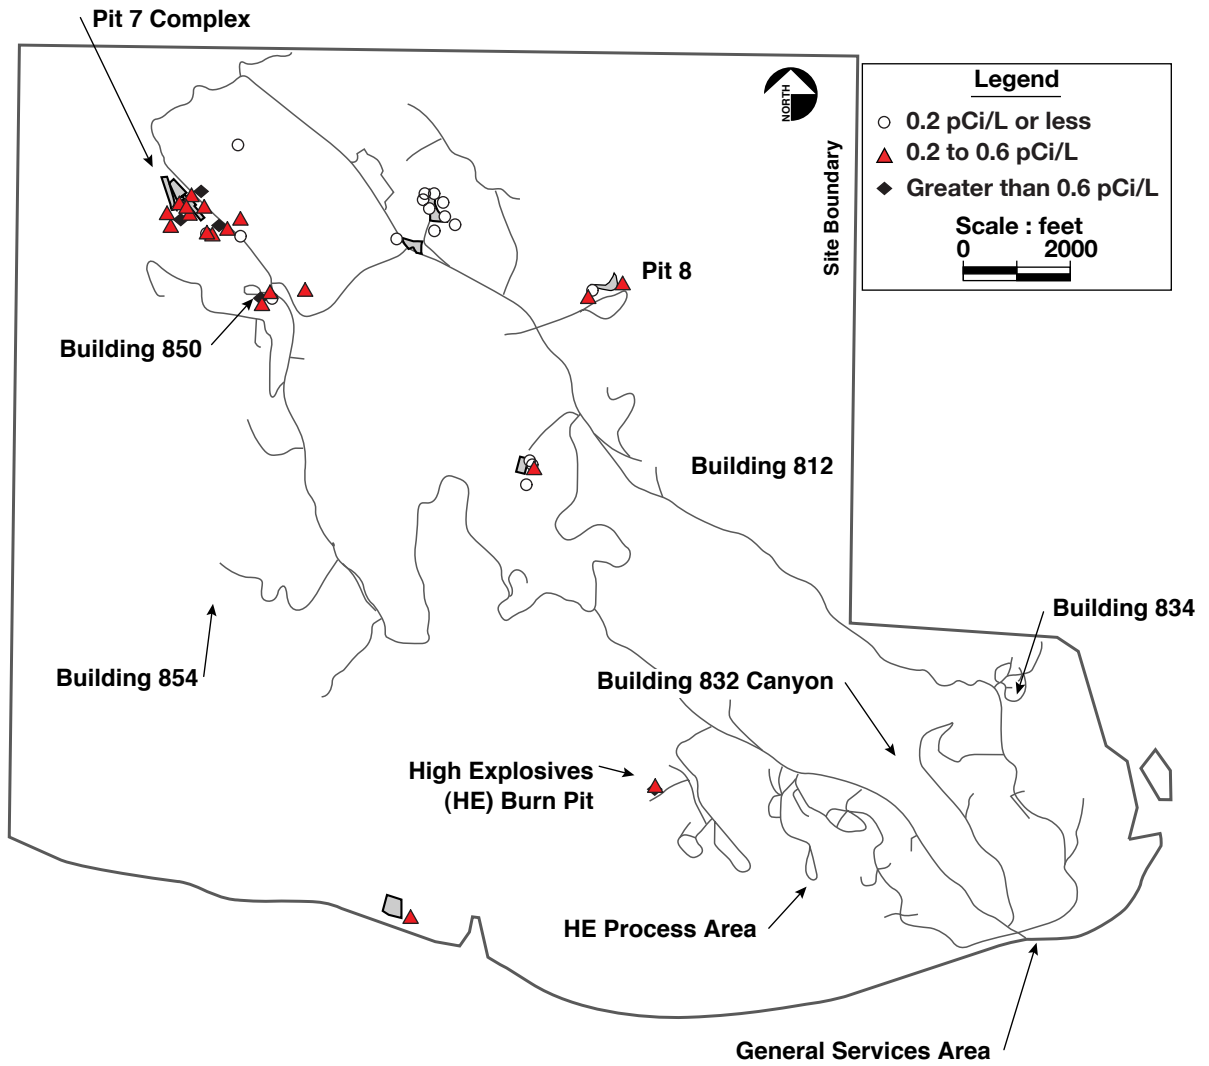 Pit 7 Complex
NORTH
Site Boundary
Legend
0.2 pCi/L or less
0.2 to 0.6 pCi/L
Greater than 0.6 pCi/L
Scale : feet
0 2000
Pit 8
Building 850
Building 812
Building 834
Building 854
Building 832 Canyon
High Explosives
(HE) Burn Pit
HE Process Area
General Services Area